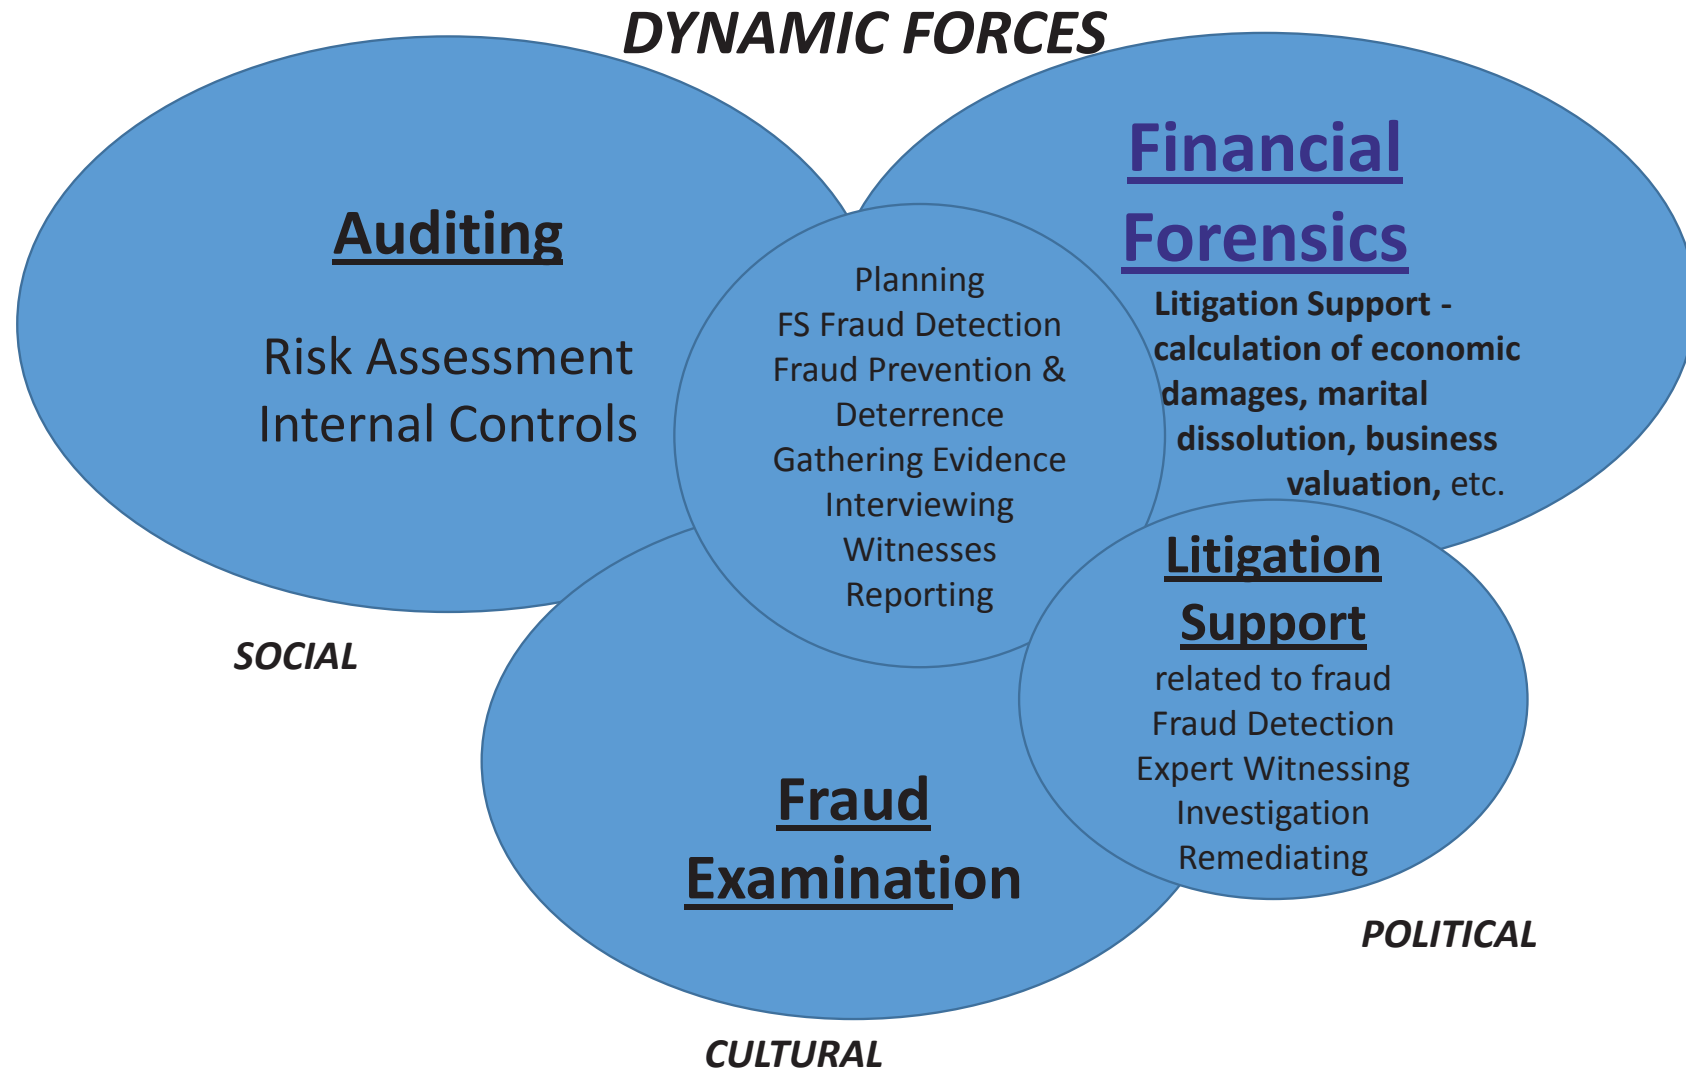 DYNAMIC FORCES
Auditing
Risk Assessment
Internal Controls
Planning
FS Fraud Detection
Fraud Prevention &
Deterrence
Gathering Evidence
Interviewing
Witnesses
Reporting
Financial
Forensics
Litigation Support -
calculation of economic
damages, marital
dissolution, business
valuation, etc.
Litigation
Support
related to fraud
Fraud Detection
Expert Witnessing
Investigation
Remediating
Fraud
Examination
SOCIAL
POLITICAL
CULTURAL